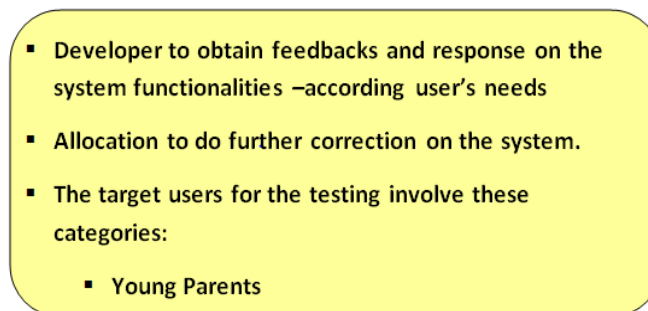 ▪ Developer to obtain feedbacks and response on the
system functionalities –according user's needs
▪ Allocation to do further correction on the system.
▪ The target users for the testing involve these
categories:
▪ Young Parents